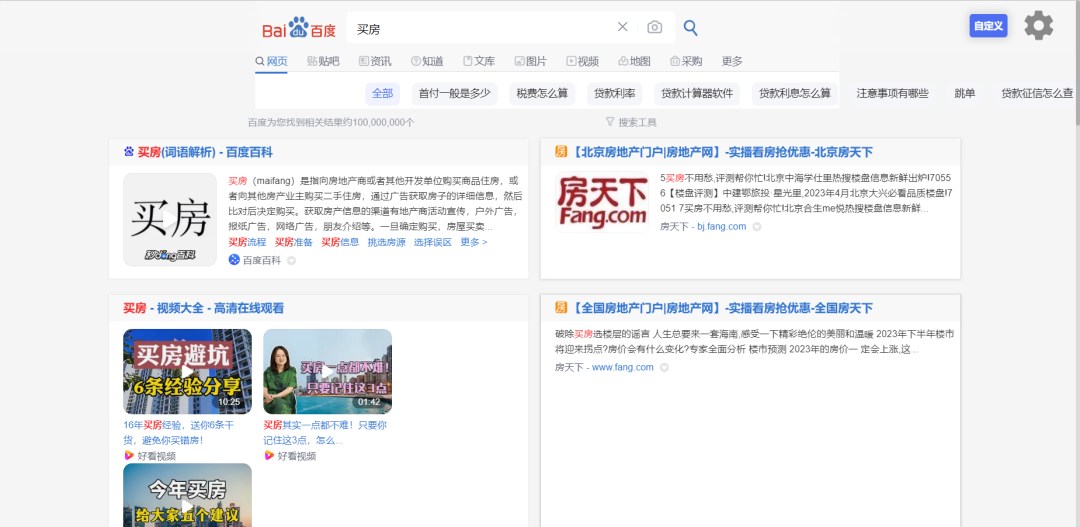 Bai du 百度
买房
自定义
网页 贴吧 资讯 知道 文库 图片 视频 地图 采购 更多
全部 首付一般是多少 税费怎么算 贷款利率 贷款计算器软件 贷款利息怎么算 注意事项有哪些 跳单 贷款征信怎么查
百度为您找到相关结果约100,000,000个
搜索工具
买房(词语解析) - 百度百科
买房
秒dǒng百科
买房（maifang）是指向房地产商或者其他开发单位购买商品住房，或
者向其他房产业主购买二手住房，通过广告获取房子的详细信息，然后
比对后决定购买。获取房产信息的渠道有地产商活动宣传，户外广告，
报纸广告，网络广告，朋友介绍等。一旦确定购买，房屋买卖...
买房流程 买房准备 买房信息 挑选房源 选择误区 更多 >
百度百科
房 【北京房地产门户|房地产网】-实播看房抢优惠-北京房天下
房天下
Fang.com
5买房不用愁,评测帮你忙!北京中海学仕里热搜楼盘信息新鲜出炉!7055
6【楼盘评测】中建鄂旅投·星光里,2023年4月北京大兴必看品质楼盘!7
051 7买房不用愁,评测帮你忙!北京合生me悦热搜楼盘信息新鲜...
房天下 - bj.fang.com
买房 - 视频大全 - 高清在线观看
买房避坑
6条经验分享
10:25
16年买房经验，送你6条干
货，避免你买错房！
好看视频
买房一点都不难！
只要记住这3点
01:42
买房其实一点都不难！只要你
记住这3点，怎么...
好看视频
今年买房
给大家五个建议
房 【全国房地产门户|房地产网】-实播看房抢优惠-全国房天下
破除买房选楼层的谣言 人生总要来一套海南,感受一下精彩绝伦的美丽和温暖 2023年下半年楼市
将迎来拐点?房价会有什么变化?专家全面分析 楼市预测 2023年的房价一 定会上涨,这...
房天下 - www.fang.com